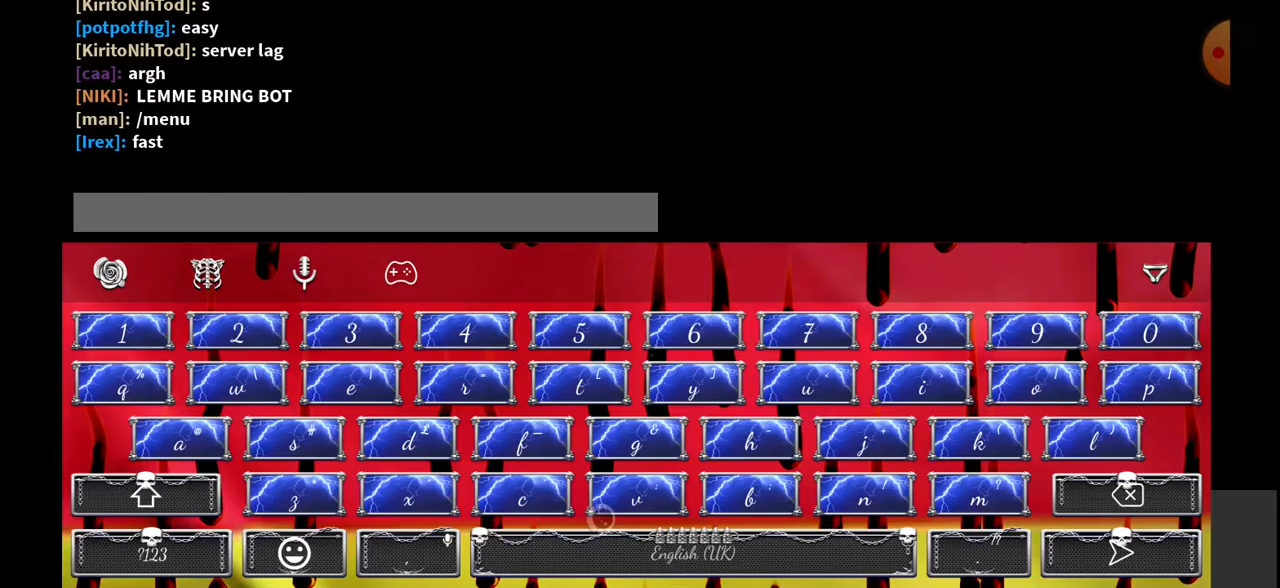 [KiritoNihTod]: s
[potpotfhg]: easy
[KiritoNihTod]: server lag
[caa]: argh
[NIKI]: LEMME BRING BOT
[man]: /menu
[Irex]: fast
1 2 3 4 5 6 7 8 9 0
q w e r t y u i o p
a s d f g h j k l
z x c v b n m
?123 , English (UK) .